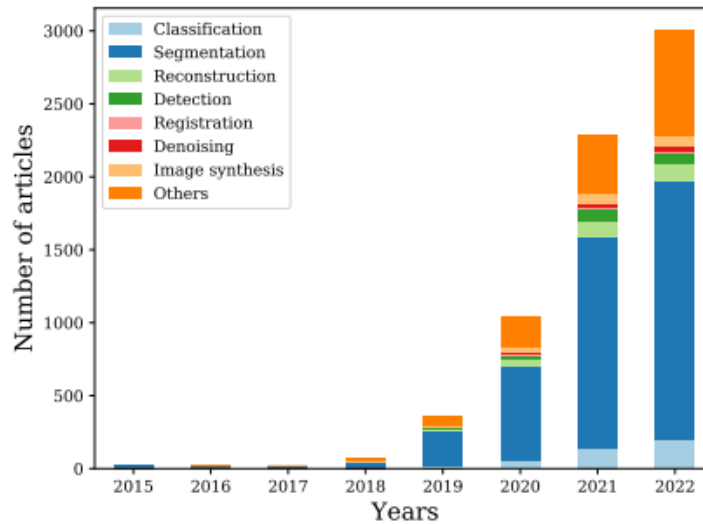 Classification
Segmentation
Reconstruction
Detection
Registration
Denoising
Image synthesis
Others
Number of articles
3000
2500
2000
1500
1000
500
0
2015 2016 2017 2018 2019 2020 2021 2022
Years